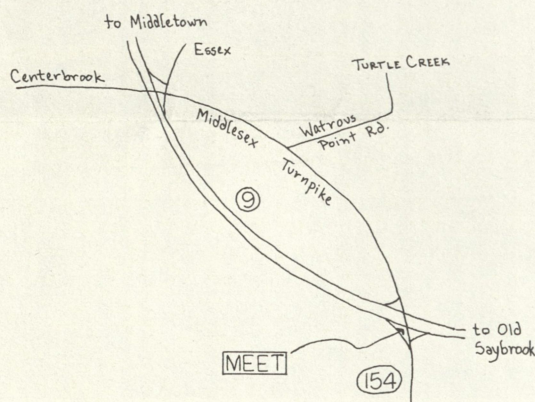 to Middletown
Essex
Centerbrook
TURTLE CREEK
Middlesex
Turnpike
Watrous
Point Rd.
9
to Old
Saybrook
MEET
154